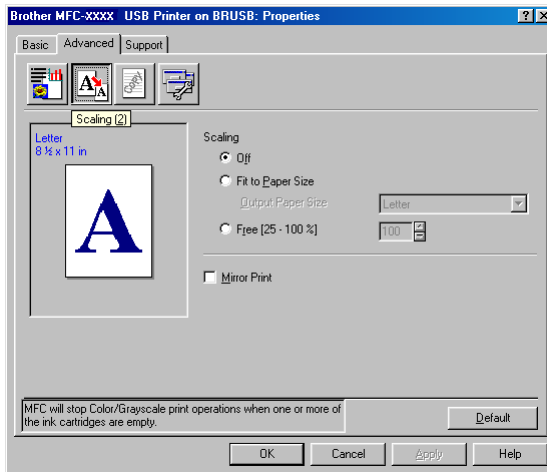 Brother MFC-XXXX USB Printer on BRUSB: Properties
Basic Advanced Support
Scaling (2)
Letter
8 ½ x 11 in
A
Scaling
Off
Fit to Paper Size
Output Paper Size Letter
Free [25 - 100 %] 100
Mirror Print
MFC will stop Color/Grayscale print operations when one or more of
the ink cartridges are empty.
Default
OK Cancel Apply Help